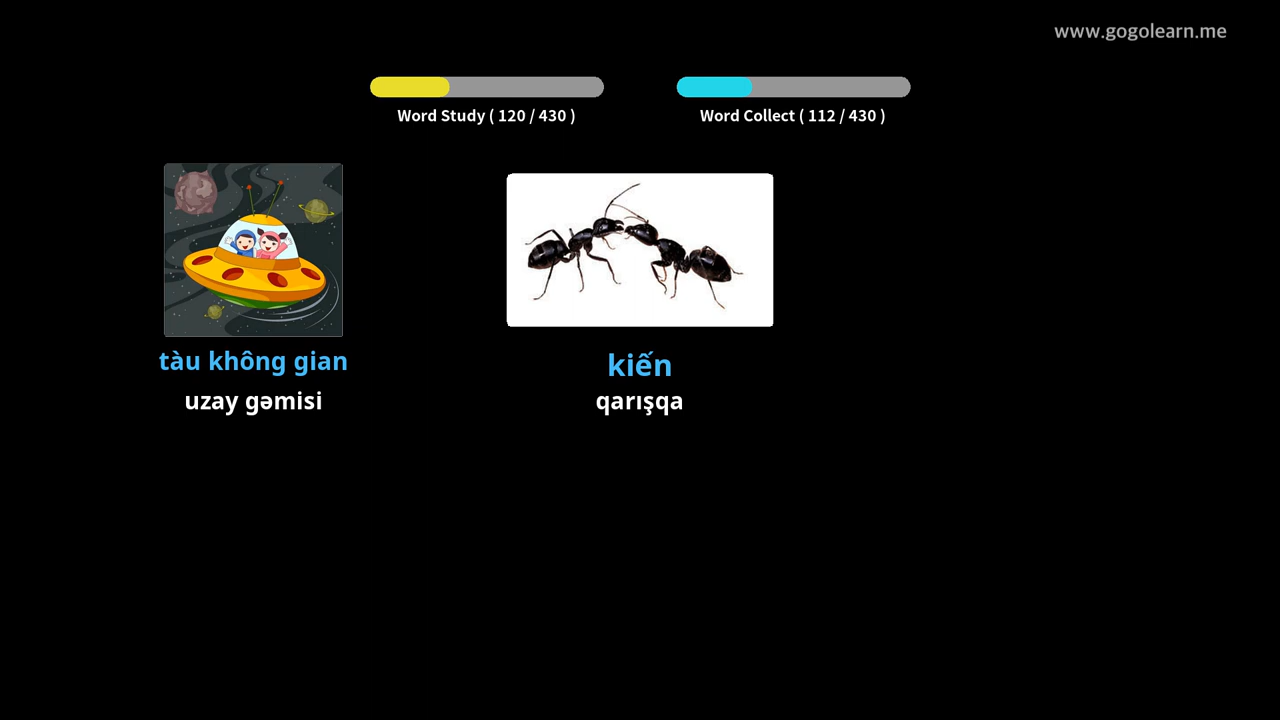 www.gogolearn.me
Word Study ( 120 / 430 )
Word Collect ( 112 / 430 )
tàu không gian
uzay gəmisi
kiến
qarışqa